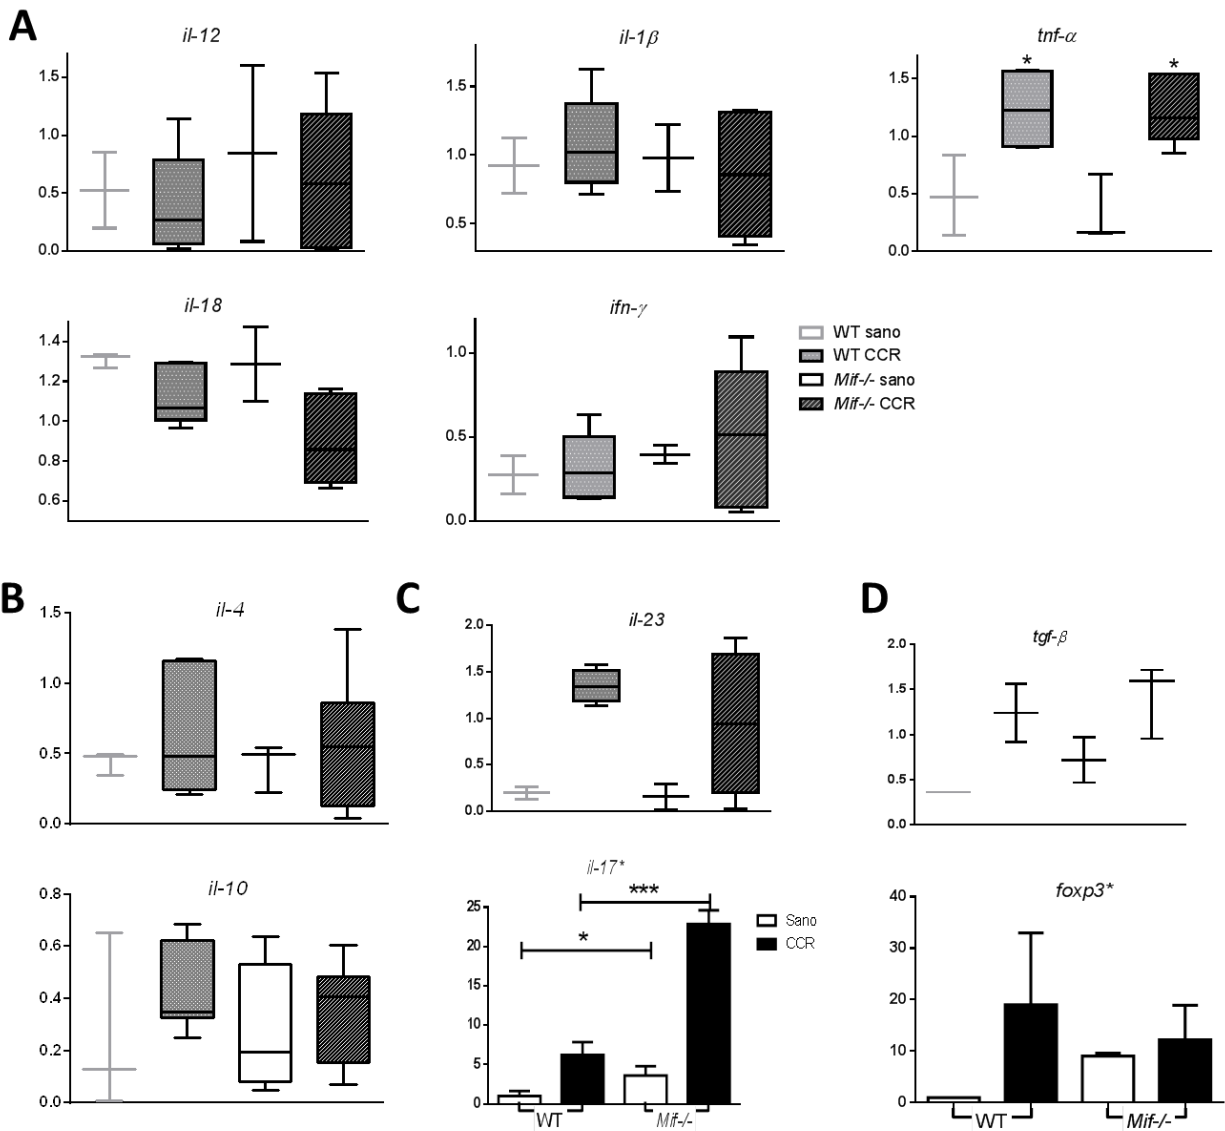 A
il-12
1.5
1.0
0.5
0.0
il-1β
1.5
1.0
0.5
tnf-α
* *
1.5
1.0
0.5
0.0
il-18
1.4
1.2
1.0
0.8
0.6
ifn-γ
1.0
0.5
0.0
WT sano
WT CCR
Mif-/- sano
Mif-/- CCR
B
il-4
1.5
1.0
0.5
0.0
il-10
0.8
0.6
0.4
0.2
0.0
C
il-23
2.0
1.5
1.0
0.5
0.0
il-17*
***
*
25
20
15
10
5
0
WT Mif-/-
Sano
CCR
D
tgf-β
2.0
1.5
1.0
0.5
0.0
foxp3*
40
30
20
10
0
WT Mif-/-